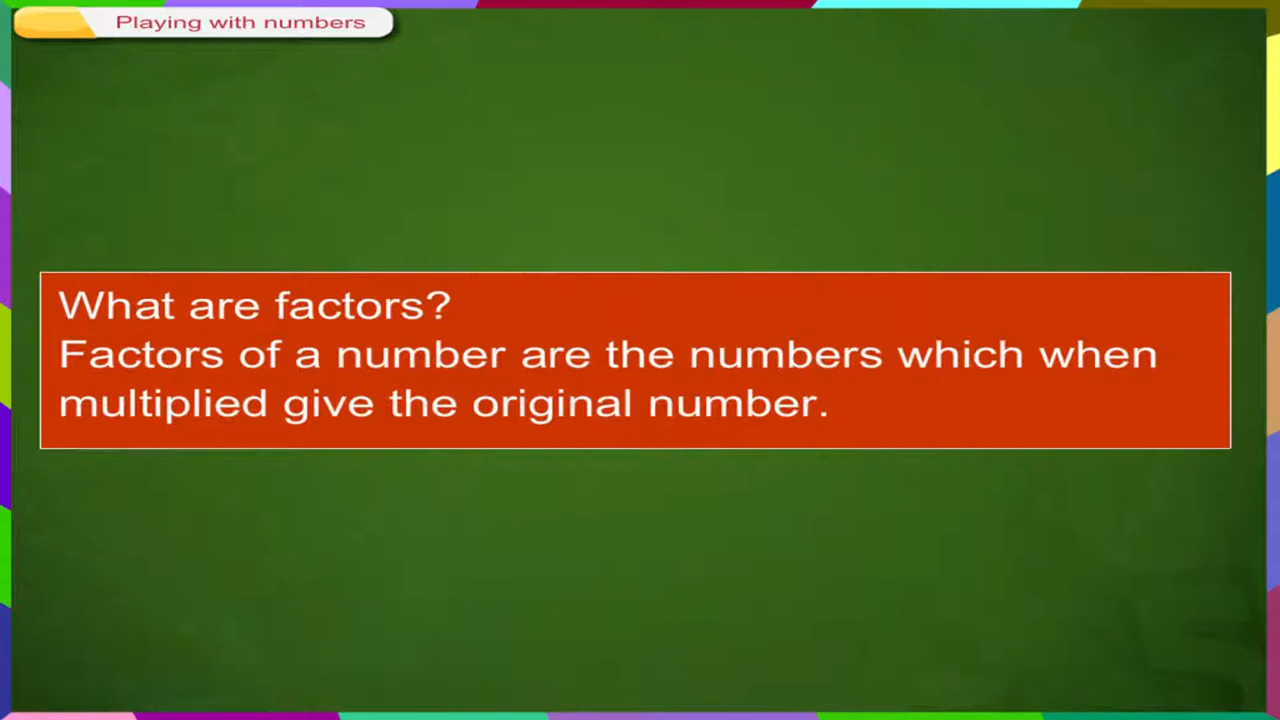 Playing with numbers
What are factors?
Factors of a number are the numbers which when
multiplied give the original number.